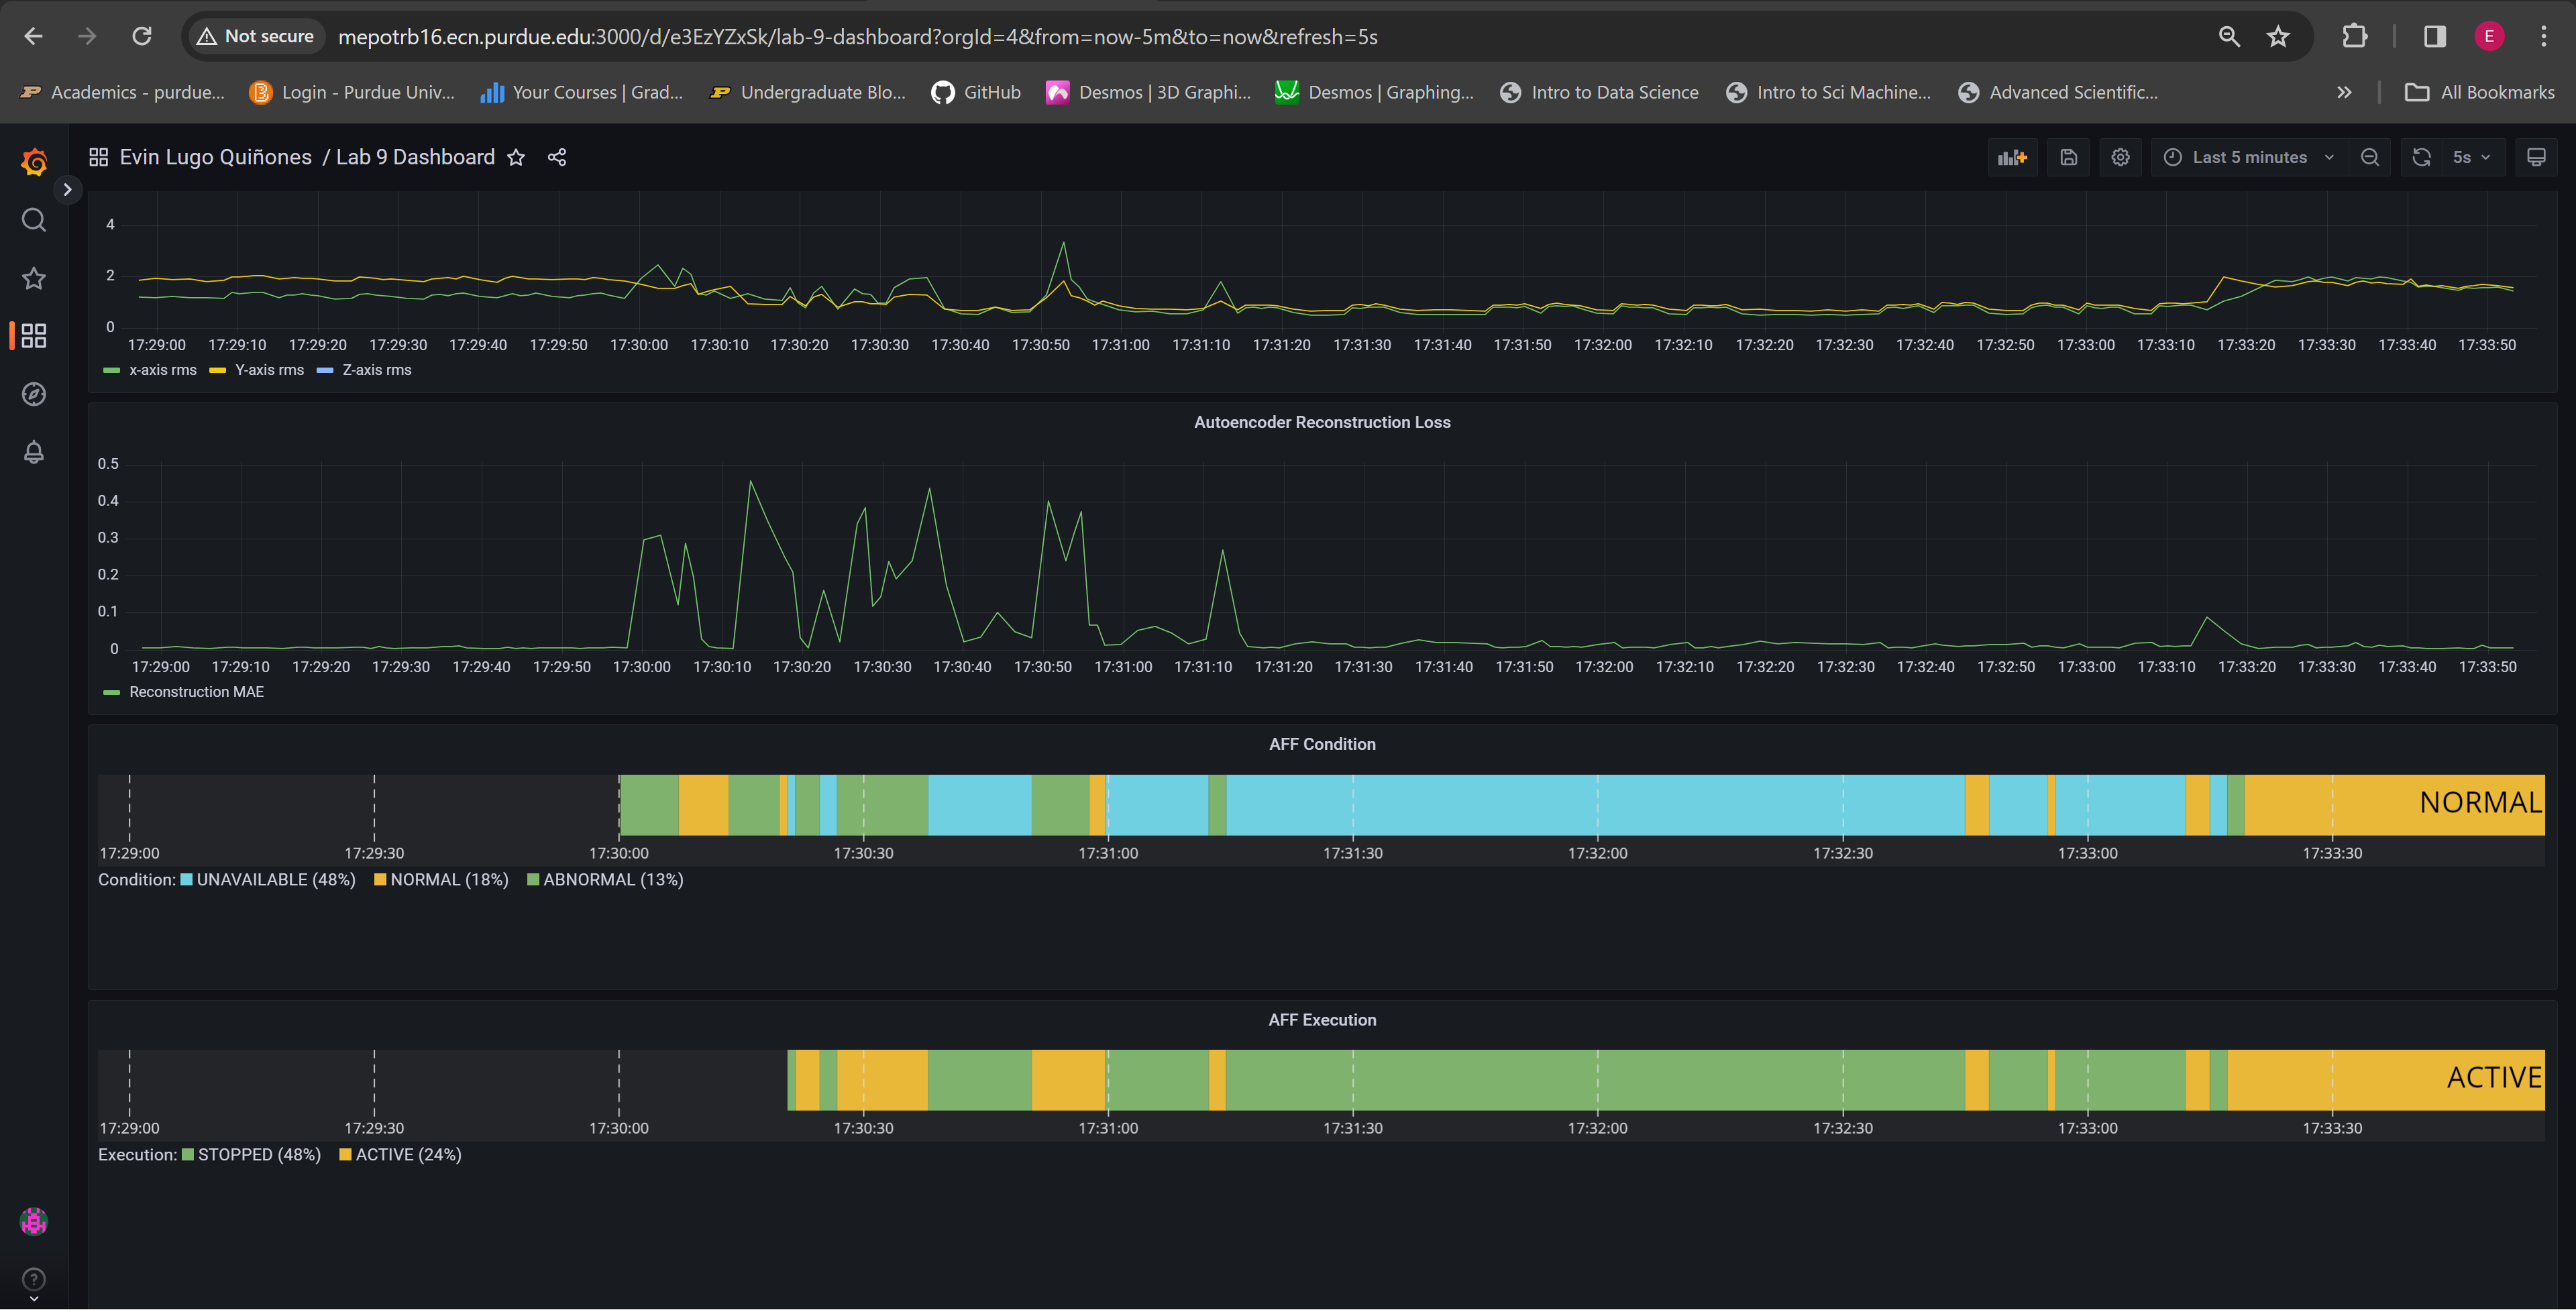 Not secure mepotrb16.ecn.purdue.edu:3000/d/e3EzYZxSk/lab-9-dashboard?orgId=4&from=now-5m&to=now&refresh=5s E
Academics - purdue... Login - Purdue Univ... Your Courses | Grad... Undergraduate Blo... GitHub Desmos | 3D Graphi... Desmos | Graphing... Intro to Data Science Intro to Sci Machine... Advanced Scientific... All Bookmarks
Evin Lugo Quiñones / Lab 9 Dashboard Last 5 minutes 5s
4
2
0
17:29:00 17:29:10 17:29:20 17:29:30 17:29:40 17:29:50 17:30:00 17:30:10 17:30:20 17:30:30 17:30:40 17:30:50 17:31:00 17:31:10 17:31:20 17:31:30 17:31:40 17:31:50 17:32:00 17:32:10 17:32:20 17:32:30 17:32:40 17:32:50 17:33:00 17:33:10 17:33:20 17:33:30 17:33:40 17:33:50
x-axis rms Y-axis rms Z-axis rms
Autoencoder Reconstruction Loss
0.5
0.4
0.3
0.2
0.1
0
17:29:00 17:29:10 17:29:20 17:29:30 17:29:40 17:29:50 17:30:00 17:30:10 17:30:20 17:30:30 17:30:40 17:30:50 17:31:00 17:31:10 17:31:20 17:31:30 17:31:40 17:31:50 17:32:00 17:32:10 17:32:20 17:32:30 17:32:40 17:32:50 17:33:00 17:33:10 17:33:20 17:33:30 17:33:40 17:33:50
Reconstruction MAE
AFF Condition
NORMAL
17:29:00 17:29:30 17:30:00 17:30:30 17:31:00 17:31:30 17:32:00 17:32:30 17:33:00 17:33:30
Condition: UNAVAILABLE (48%) NORMAL (18%) ABNORMAL (13%)
AFF Execution
ACTIVE
17:29:00 17:29:30 17:30:00 17:30:30 17:31:00 17:31:30 17:32:00 17:32:30 17:33:00 17:33:30
Execution: STOPPED (48%) ACTIVE (24%)